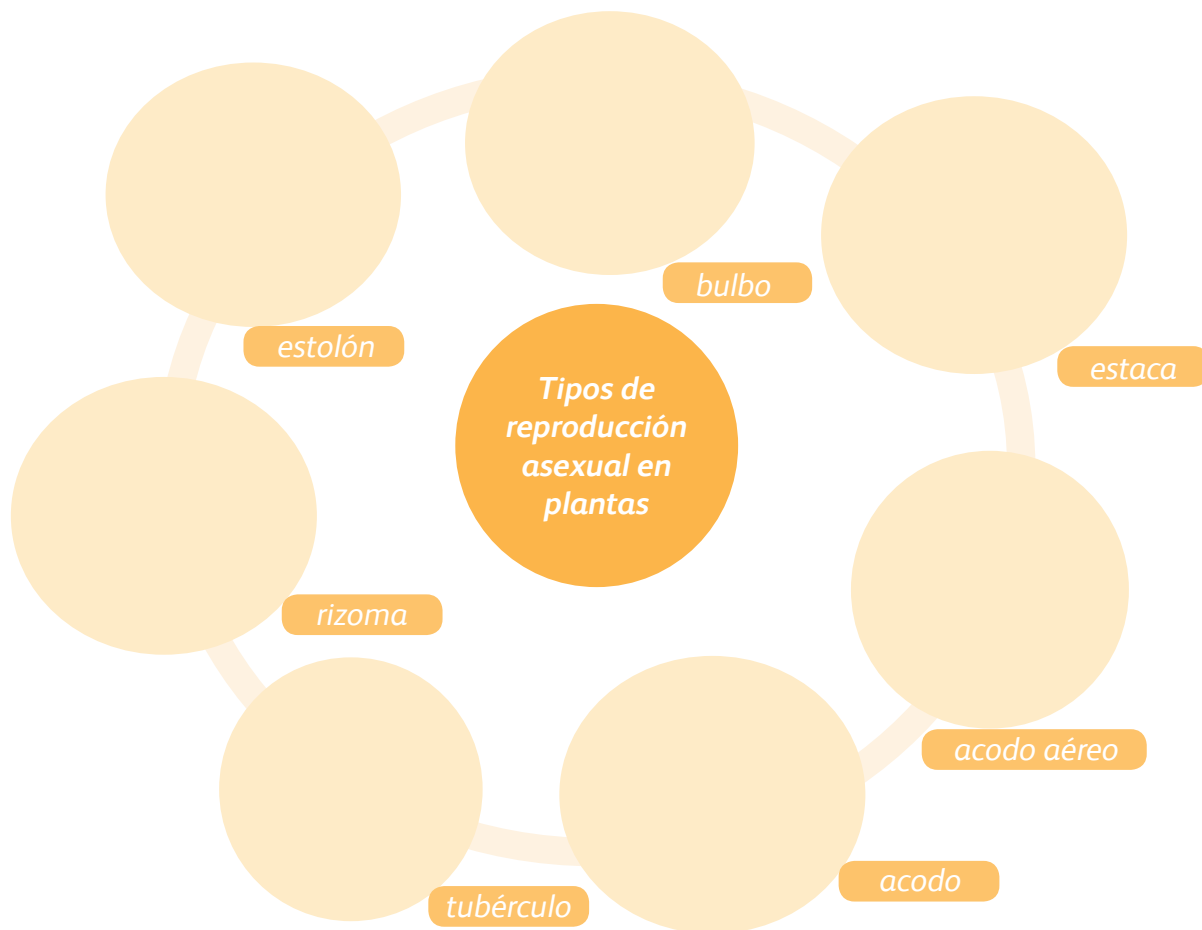 bulbo
estolón
estaca
Tipos de
reproducción
asexual en
plantas
rizoma
acodo aéreo
acodo
tubérculo